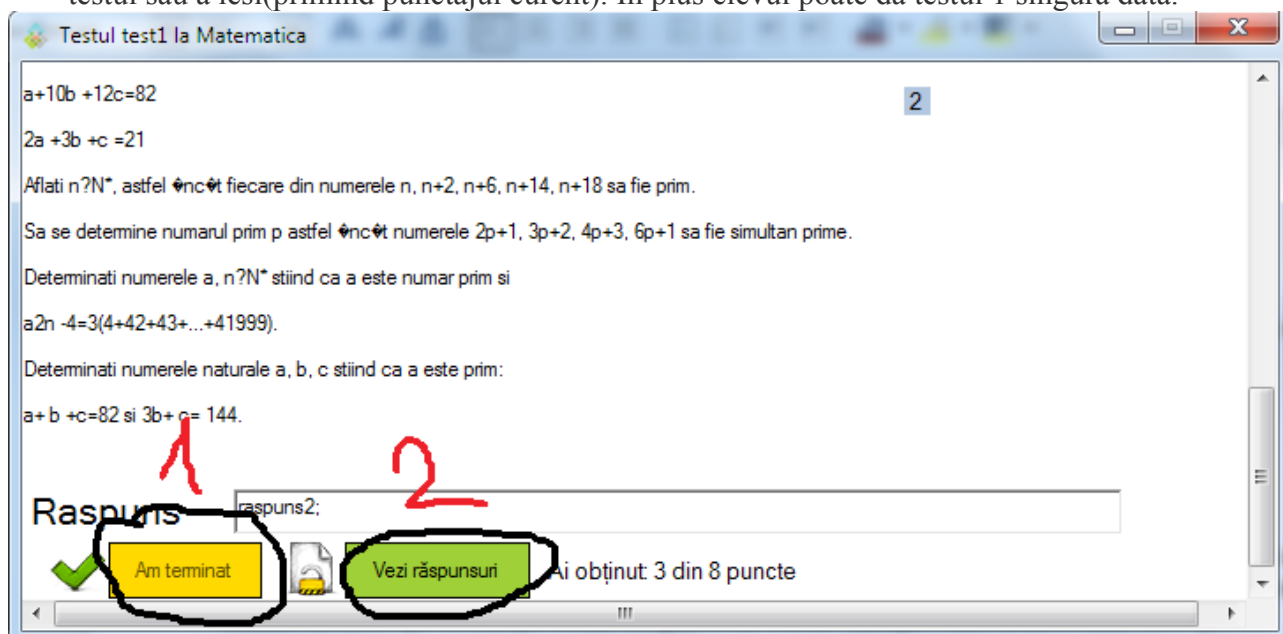 testul sau a iesi(primind punctajul curent). In plus elevul poate da testul 1 singura data.
Testul test1 la Matematica
a+10b +12c=82
2
2a +3b +c =21
Aflati n?N*, astfel �nc�t fiecare din numerele n, n+2, n+6, n+14, n+18 sa fie prim.
Sa se determine numarul prim p astfel �nc�t numerele 2p+1, 3p+2, 4p+3, 6p+1 sa fie simultan prime.
Determinati numerele a, n?N* stiind ca a este numar prim si
a2n -4=3(4+42+43+...+41999).
Determinati numerele naturale a, b, c stiind ca a este prim:
a+ b +c=82 si 3b+ c= 144.
1 2
Raspuns raspuns2;
Am terminat Vezi răspunsuri Ai obținut 3 din 8 puncte